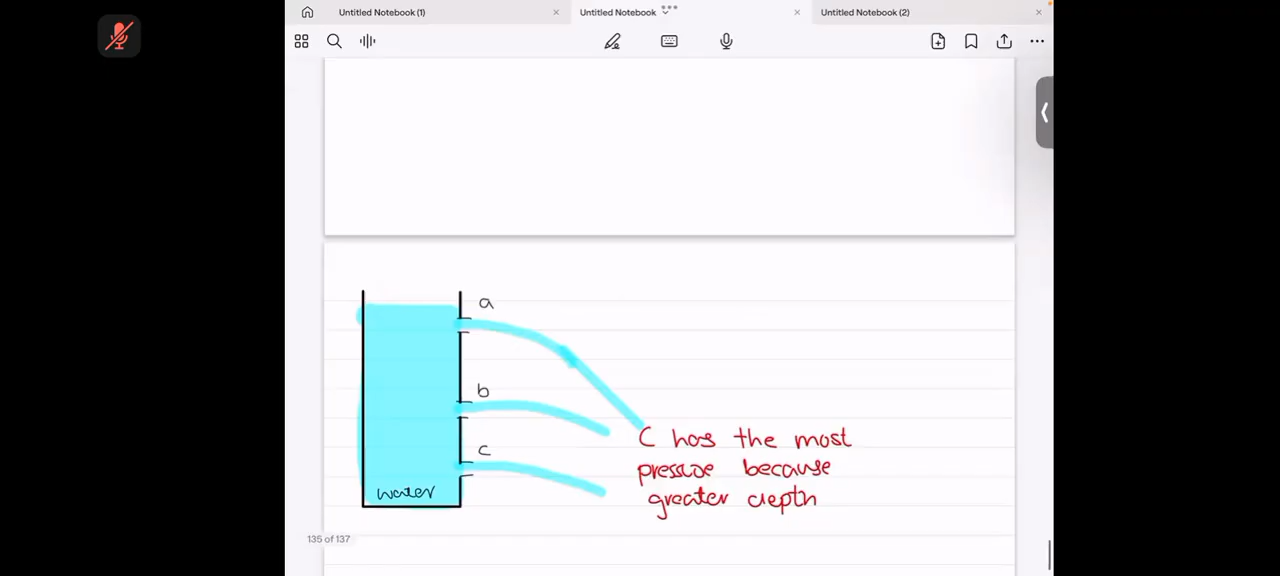 Untitled Notebook (1)
Untitled Notebook
Untitled Notebook (2)
a
b
c
water
C has the most
pressure because
greater depth
135 of 137